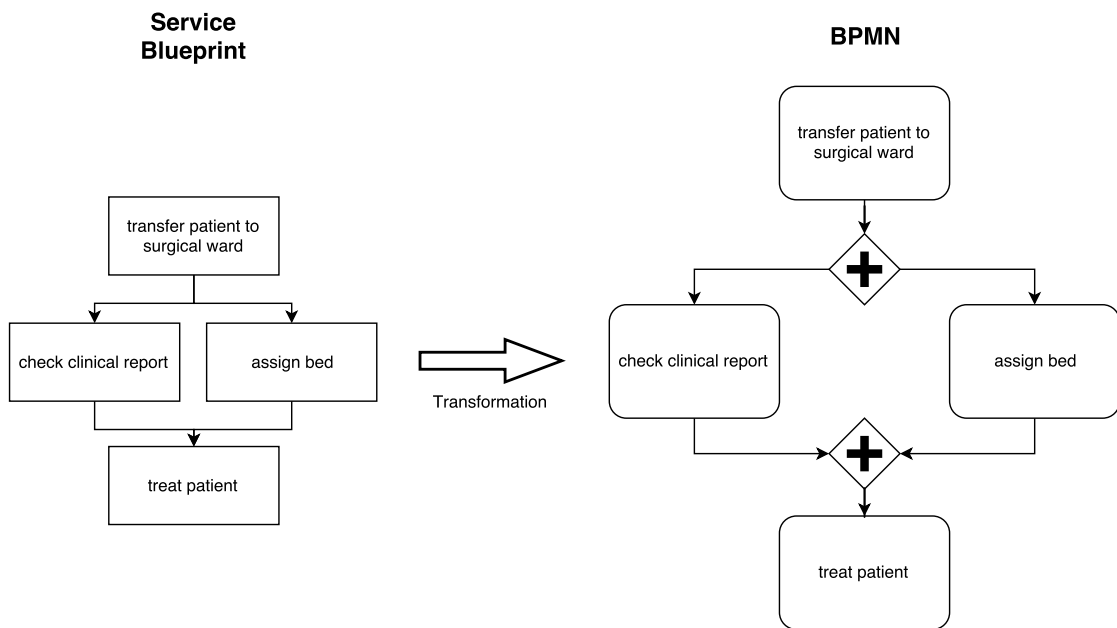 Service
Blueprint
BPMN
transfer patient to
surgical ward
check clinical report
assign bed
treat patient
Transformation
transfer patient to
surgical ward
check clinical report
assign bed
treat patient